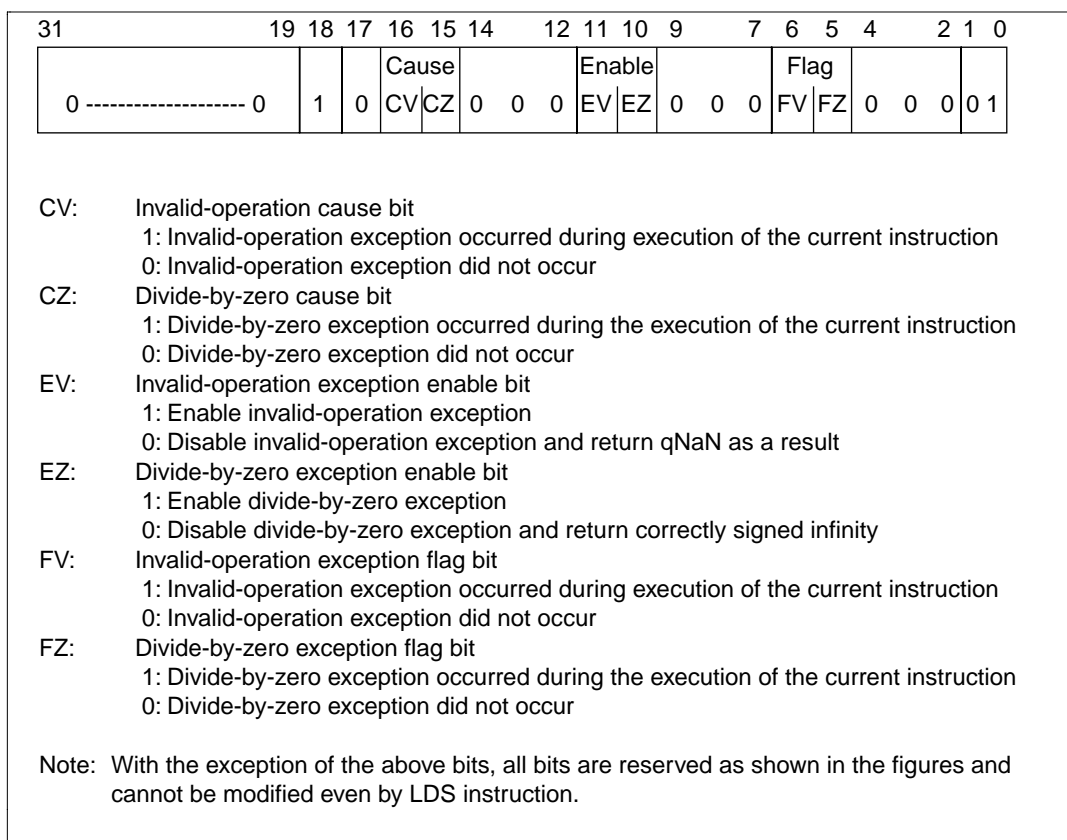 31 19 18 17 16 15 14 12 11 10 9 7 6 5 4 2 1 0
Cause Enable Flag
0 -------------------- 0 1 0 CV CZ 0 0 0 EV EZ 0 0 0 FV FZ 0 0 0 0 1
CV: Invalid-operation cause bit
1: Invalid-operation exception occurred during execution of the current instruction
0: Invalid-operation exception did not occur
CZ: Divide-by-zero cause bit
1: Divide-by-zero exception occurred during the execution of the current instruction
0: Divide-by-zero exception did not occur
EV: Invalid-operation exception enable bit
1: Enable invalid-operation exception
0: Disable invalid-operation exception and return qNaN as a result
EZ: Divide-by-zero exception enable bit
1: Enable divide-by-zero exception
0: Disable divide-by-zero exception and return correctly signed infinity
FV: Invalid-operation exception flag bit
1: Invalid-operation exception occurred during execution of the current instruction
0: Invalid-operation exception did not occur
FZ: Divide-by-zero exception flag bit
1: Divide-by-zero exception occurred during the execution of the current instruction
0: Divide-by-zero exception did not occur
Note: With the exception of the above bits, all bits are reserved as shown in the figures and
cannot be modified even by LDS instruction.